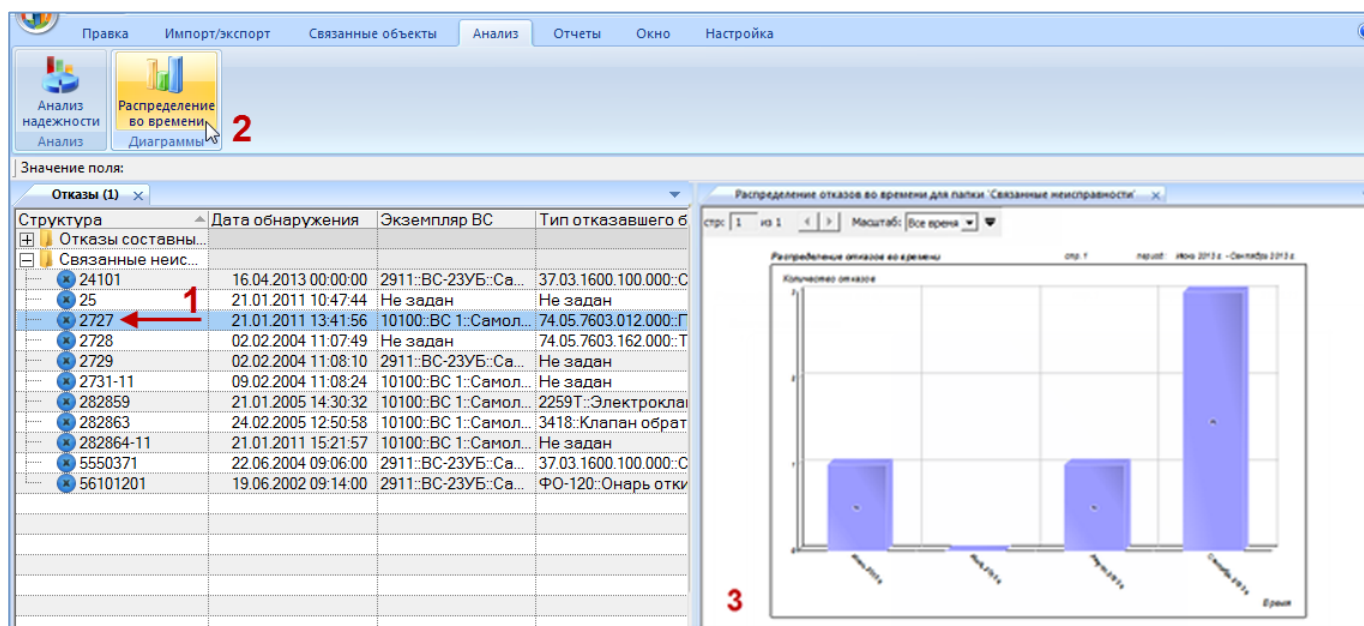 Правка Импорт/экспорт Связанные объекты Анализ Отчеты Окно Настройка
Анализ надежности
Распределение во времени
Анализ Диаграммы
2
Значение поля:
Отказы (1)
Структура Дата обнаружения Экземпляр ВС Тип отказавшего б
Отказы составны...
Связанные неис...
24101 16.04.2013 00:00:00 2911::ВС-23УБ::Са... 37.03.1600.100.000::С
25 21.01.2011 10:47:44 Не задан Не задан
1
2727 21.01.2011 13:41:56 10100::ВС 1::Самол... 74.05.7603.012.000::Г
2728 02.02.2004 11:07:49 Не задан 74.05.7603.162.000::Т
2729 02.02.2004 11:08:10 2911::ВС-23УБ::Са... Не задан
2731-11 09.02.2004 11:08:24 10100::ВС 1::Самол... Не задан
282859 21.01.2005 14:30:32 10100::ВС 1::Самол... 2259Т::Электрокла
282863 24.02.2005 12:50:58 10100::ВС 1::Самол... 3418::Клапан обрат
282864-11 21.01.2011 15:21:57 10100::ВС 1::Самол... Не задан
5550371 22.06.2004 09:06:00 2911::ВС-23УБ::Са... 37.03.1600.100.000::С
56101201 19.06.2002 09:14:00 2911::ВС-23УБ::Са... ФО-120::Онарь отки
Распределение отказов во времени для папки 'Связанные неисправности'
стр: 1 из 1 Масштаб: Все время
Распределение отказов во времени стр. 1
Количество отказов
Время
3